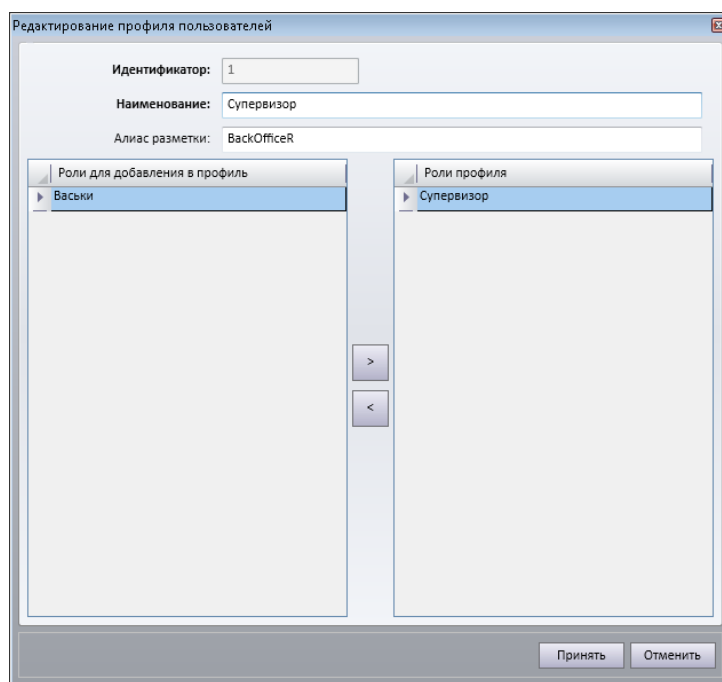 Редактирование профиля пользователей
Идентификатор: 1
Наименование: Супервизор
Алиас разметки: BackOfficeR
Роли для добавления в профиль
Васьки
Роли профиля
Супервизор
>
<
Принять Отменить